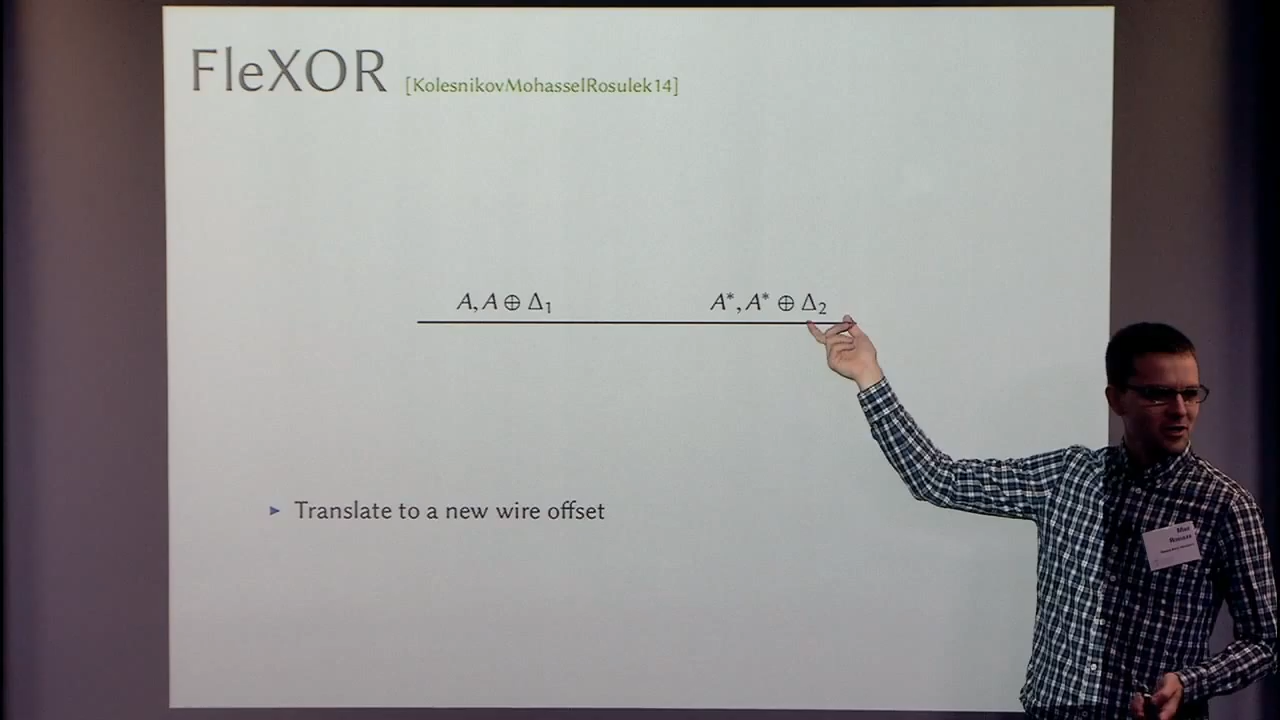 FleXOR [KolesnikovMohasselRosulek14]
A, A ⊕ Δ₁ A*, A* ⊕ Δ₂
▸ Translate to a new wire offset